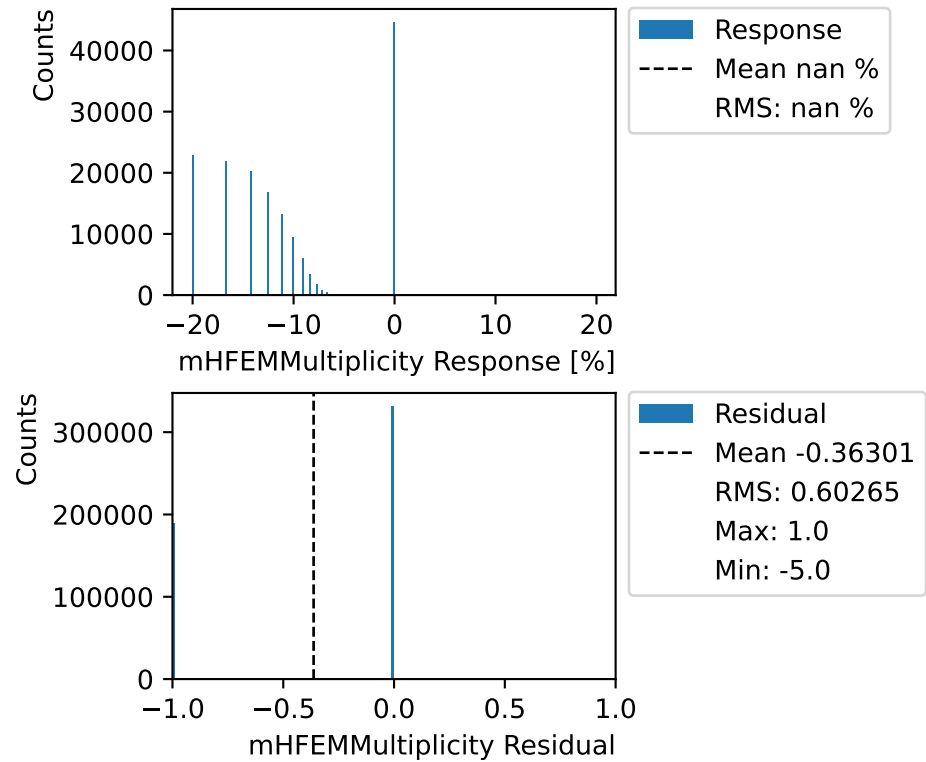 Counts
40000
30000
20000
10000
0
−20
−10
0
10
20
mHFEMMultiplicity Response [%]
Response
Mean nan %
RMS: nan %
Counts
300000
200000
100000
0
−1.0
−0.5
0.0
0.5
1.0
mHFEMMultiplicity Residual
Residual
Mean -0.36301
RMS: 0.60265
Max: 1.0
Min: -5.0